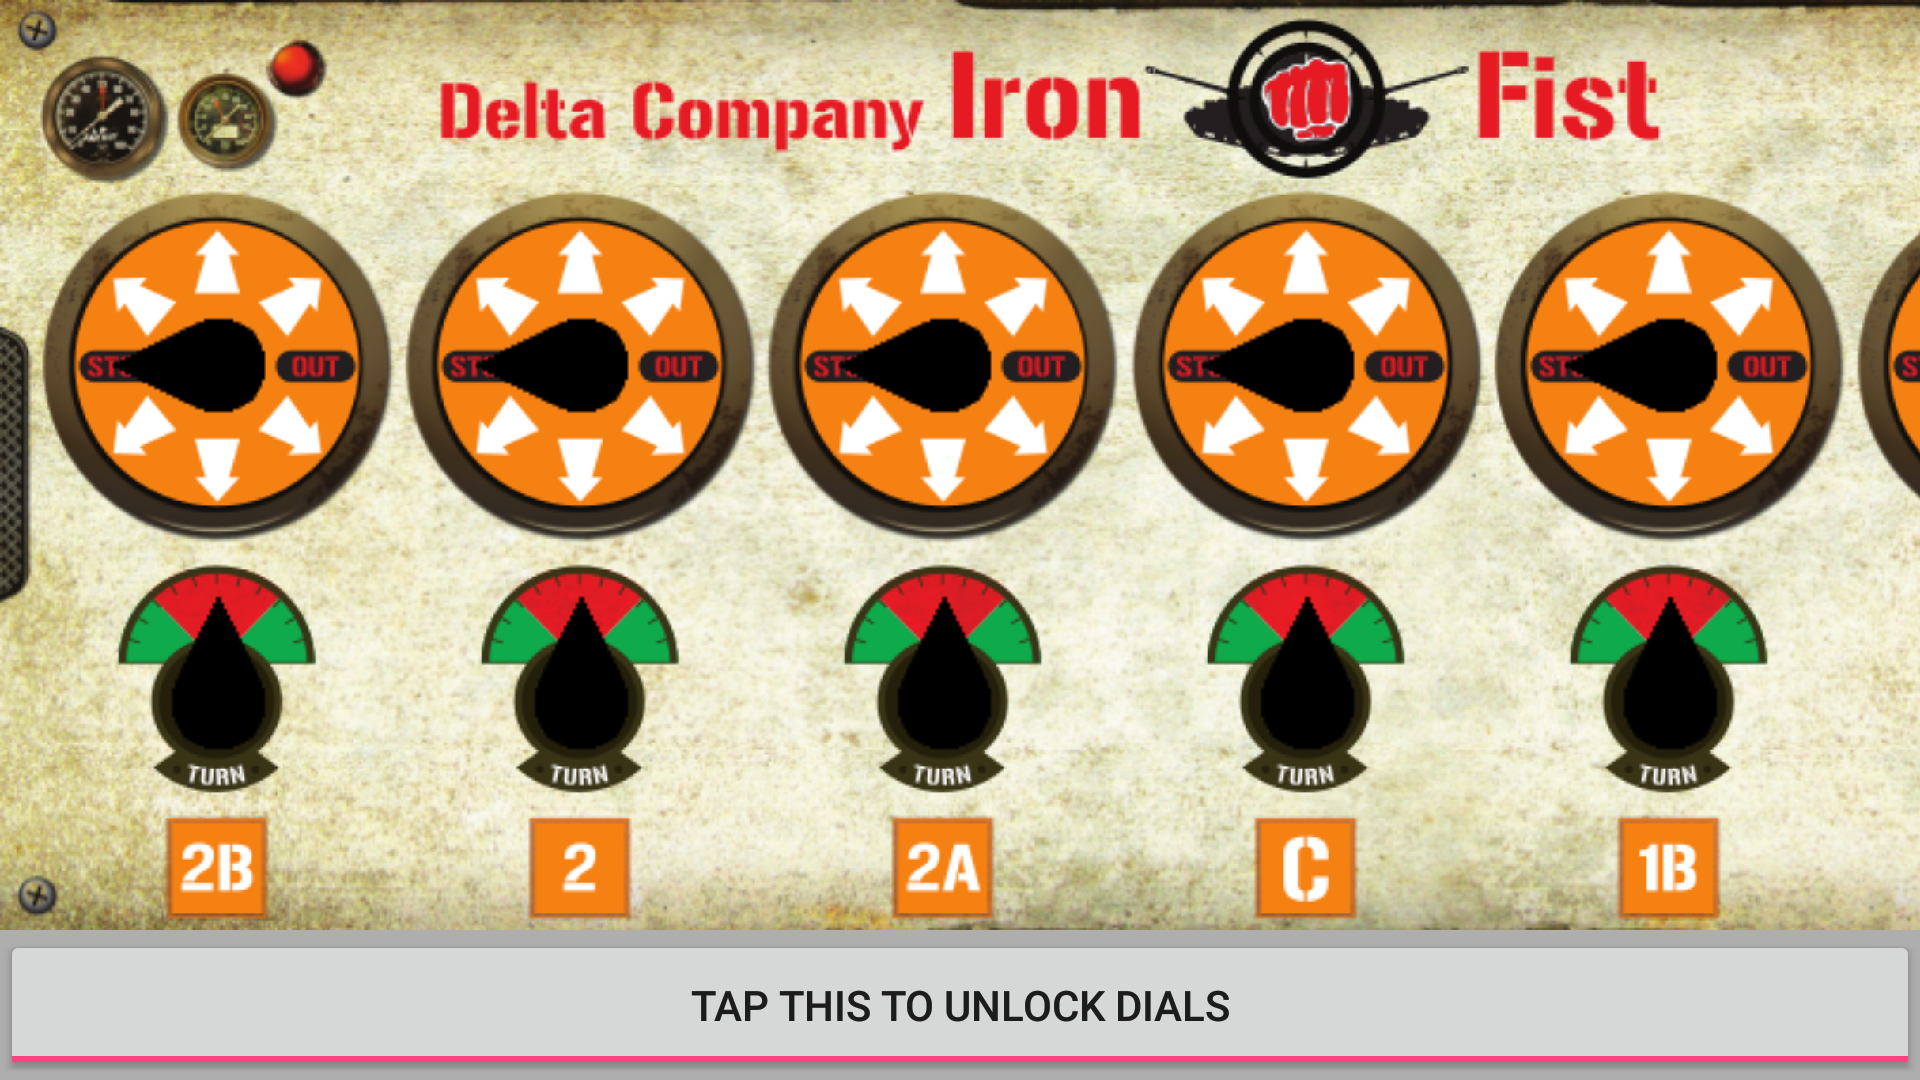 Delta Company Iron Fist
OUT OUT OUT OUT OUT
TURN TURN TURN TURN TURN
2B 2 2A C 1B
TAP THIS TO UNLOCK DIALS